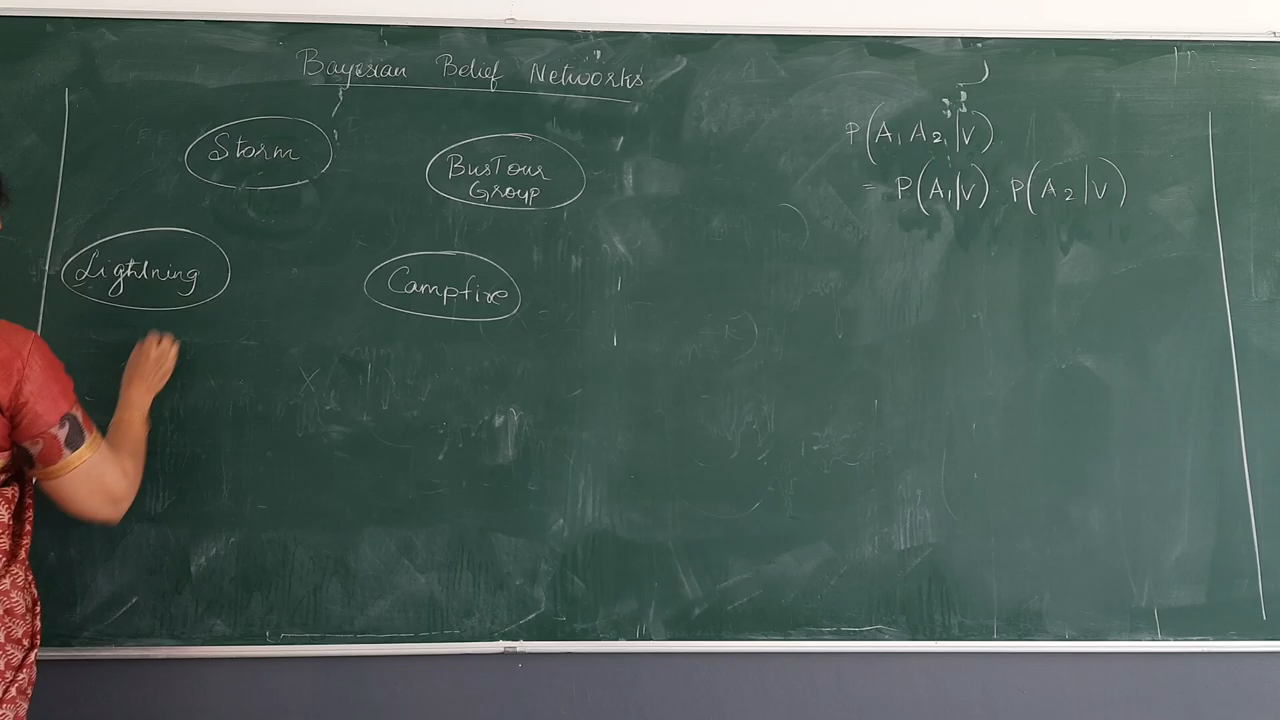 Bayesian Belief Networks
Storm
BusTour
Group
Lightning
Campfire
P(A₁ A₂ | V)
= P(A₁|V) P(A₂|V)